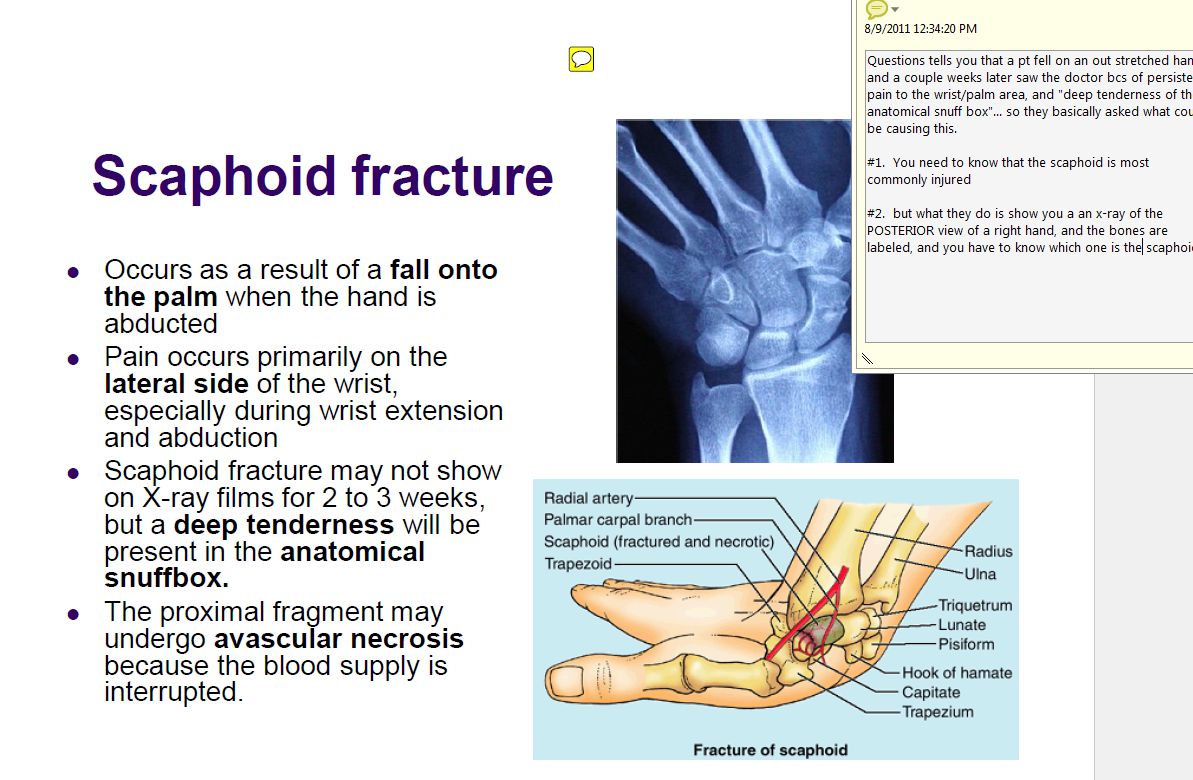 8/9/2011 12:34:20 PM
Questions tells you that a pt fell on an out stretched
and a couple weeks later saw the doctor bcs of
pain to the wrist/palm area, and "deep tenderness of
anatomical snuff box"... so they basically asked what
be causing this.
#1. You need to know that the scaphoid is most
commonly injured
#2. but what they do is show you a an x-ray of the
POSTERIOR view of a right hand, and the bones are
labeled, and you have to know which one is the
Scaphoid fracture
Occurs as a result of a fall onto
the palm when the hand is
abducted
Pain occurs primarily on the
lateral side of the wrist,
especially during wrist extension
and abduction
Scaphoid fracture may not show
on X-ray films for 2 to 3 weeks,
but a deep tenderness will be
present in the anatomical
snuffbox.
The proximal fragment may
undergo avascular necrosis
because the blood supply is
interrupted.
Radial artery
Palmar carpal branch
Scaphoid (fractured and necrotic)
Trapezoid
Radius
Ulna
Triquetrum
Lunate
Pisiform
Hook of hamate
Capitate
Trapezium
Fracture of scaphoid